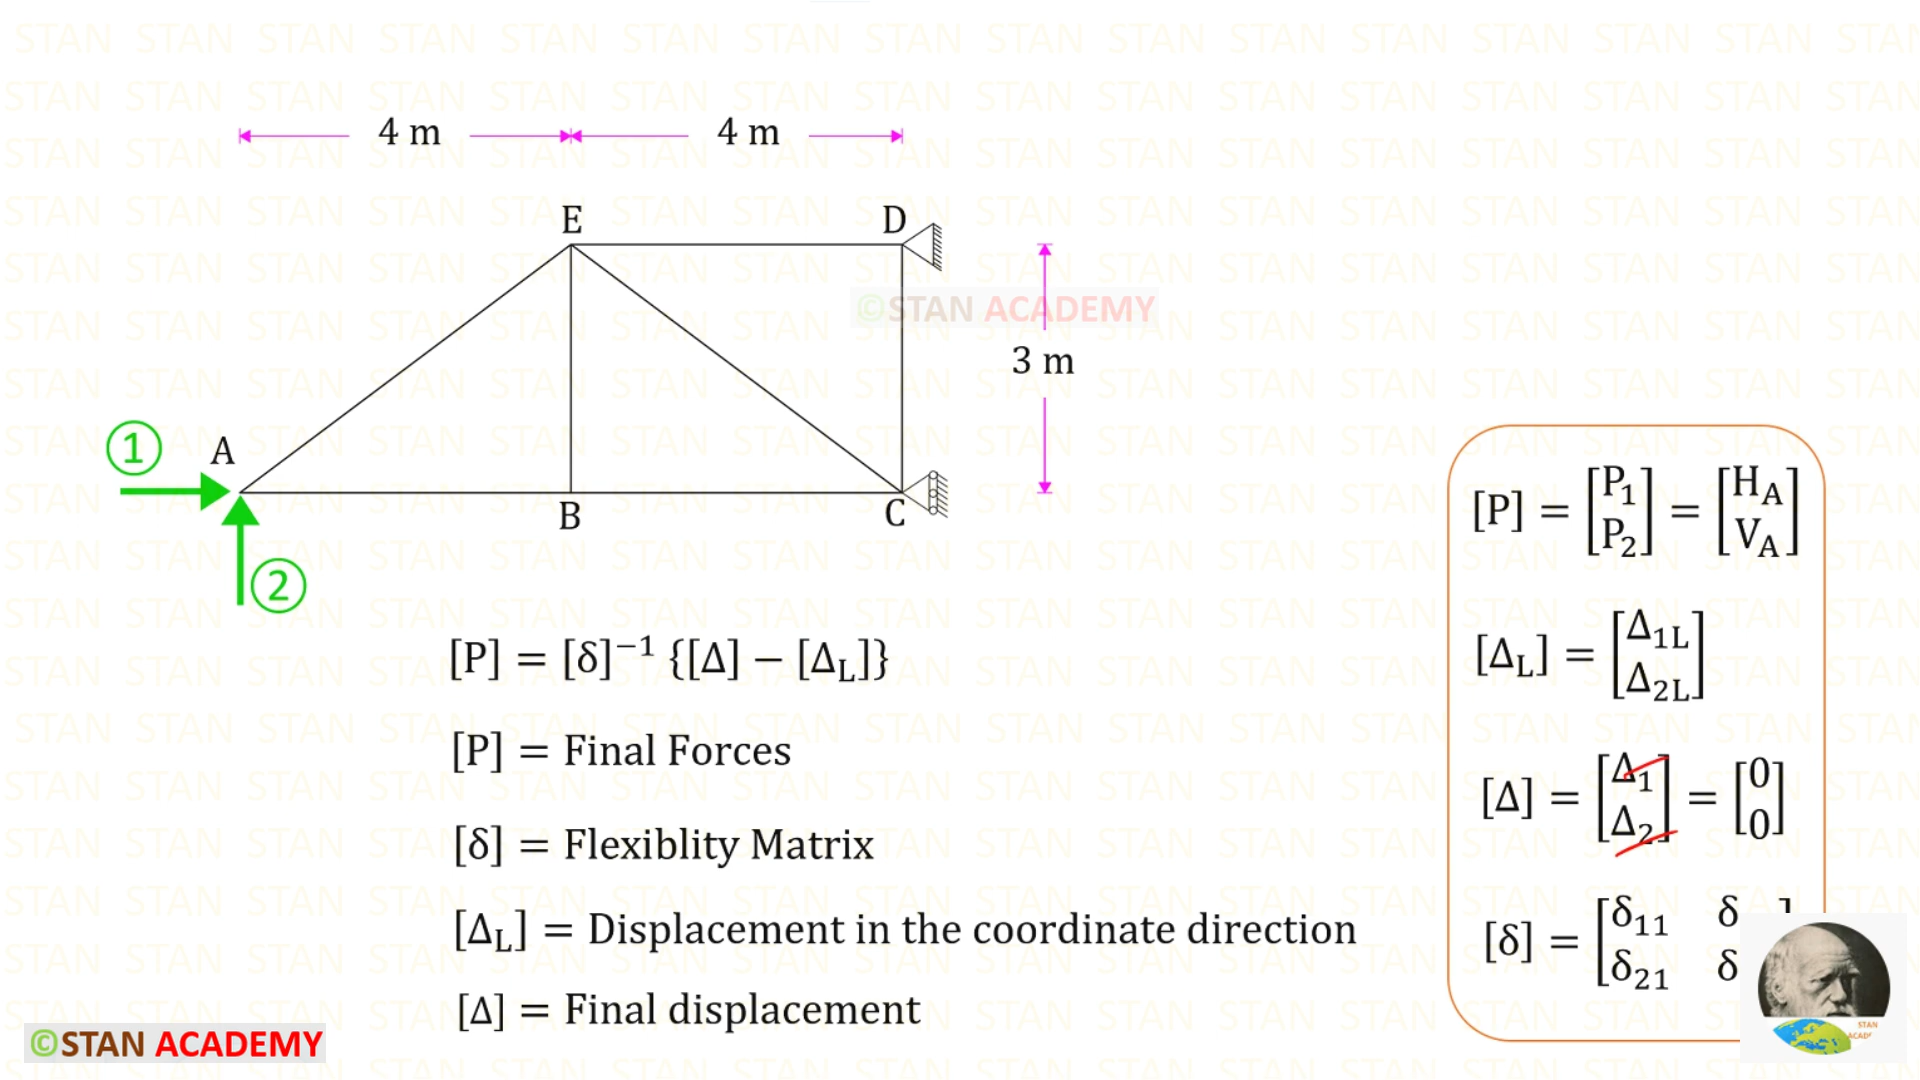 4 m 4 m
E D
©STAN ACADEMY
3 m
① A
B C
②
[P] = [δ]⁻¹ {[Δ] − [Δ_L]}
[P] = Final Forces
[δ] = Flexiblity Matrix
[Δ_L] = Displacement in the coordinate direction
[Δ] = Final displacement
[P] = [P₁ P₂] = [H_A V_A]
[Δ_L] = [Δ_1L Δ_2L]
[Δ] = [Δ₁ Δ₂] = [0 0]
[δ] = [δ₁₁ δ
δ₂₁ δ
©STAN ACADEMY
STAN